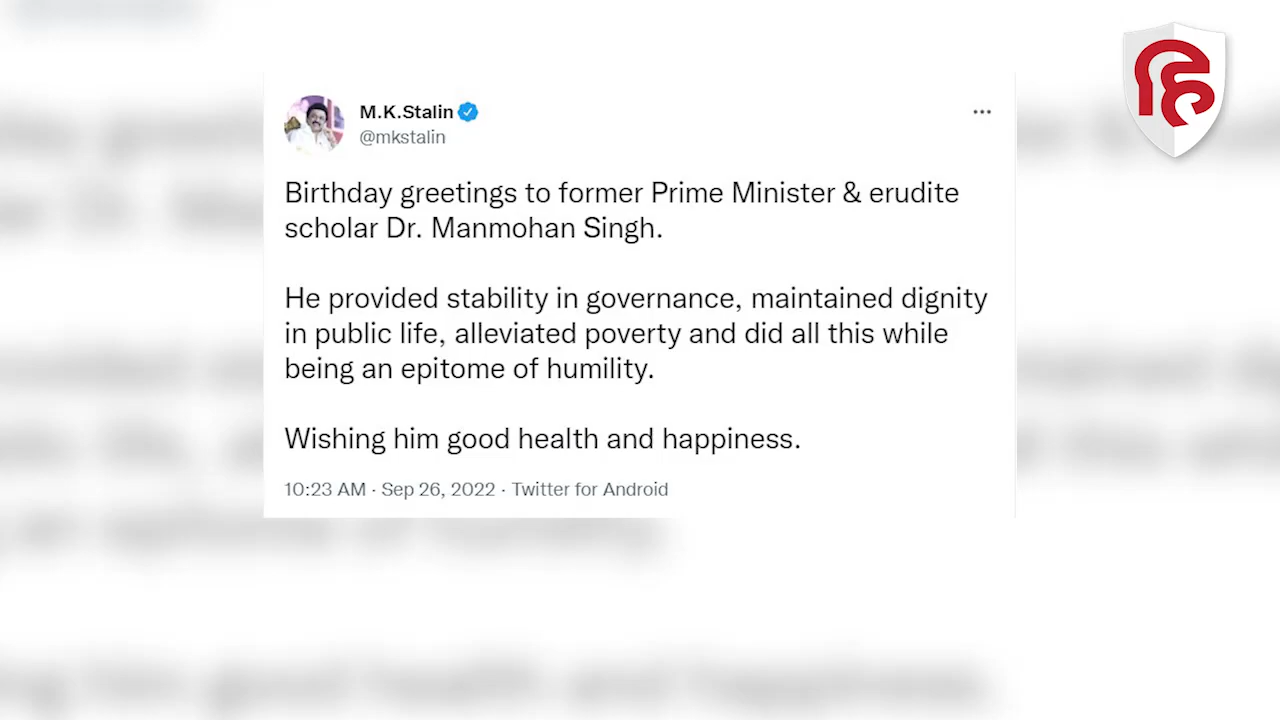 M.K.Stalin
@mkstalin
Birthday greetings to former Prime Minister & erudite
scholar Dr. Manmohan Singh.
He provided stability in governance, maintained dignity
in public life, alleviated poverty and did all this while
being an epitome of humility.
Wishing him good health and happiness.
10:23 AM · Sep 26, 2022 · Twitter for Android